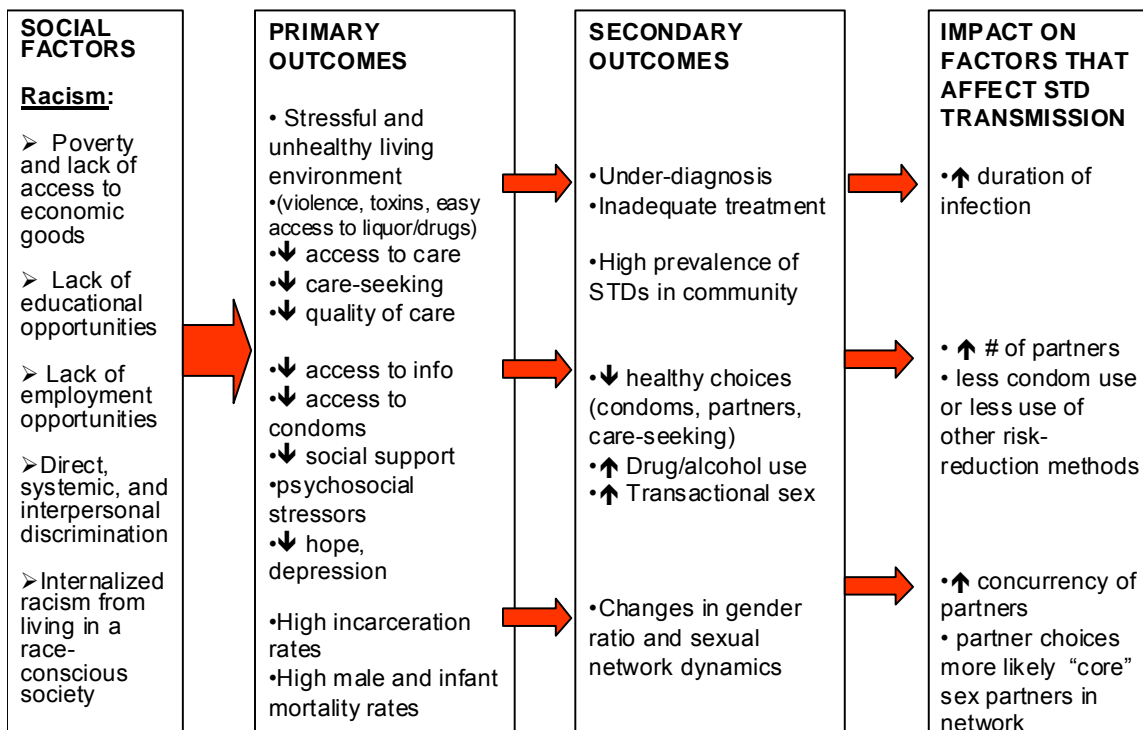 SOCIAL
FACTORS
Racism:
➢ Poverty
and lack of
access to
economic
goods
➢ Lack of
educational
opportunities
➢ Lack of
employment
opportunities
➢Direct,
systemic, and
interpersonal
discrimination
➢Internalized
racism from
living in a
race-
conscious
society
PRIMARY
OUTCOMES
• Stressful and
unhealthy living
environment
•(violence, toxins, easy
access to liquor/drugs)
•🡻 access to care
•🡻 care-seeking
•🡻 quality of care
•🡻 access to info
•🡻 access to
condoms
•🡻 social support
•psychosocial
stressors
•🡻 hope,
depression
•High incarceration
rates
•High male and infant
mortality rates
SECONDARY
OUTCOMES
•Under-diagnosis
•Inadequate treatment
•High prevalence of
STDs in community
•🡻 healthy choices
(condoms, partners,
care-seeking)
•🡹 Drug/alcohol use
•🡹 Transactional sex
•Changes in gender
ratio and sexual
network dynamics
IMPACT ON
FACTORS THAT
AFFECT STD
TRANSMISSION
•🡹 duration of
infection
• 🡹 # of partners
• less condom use
or less use of
other risk-
reduction methods
•🡹 concurrency of
partners
• partner choices
more likely “core”
sex partners in
network